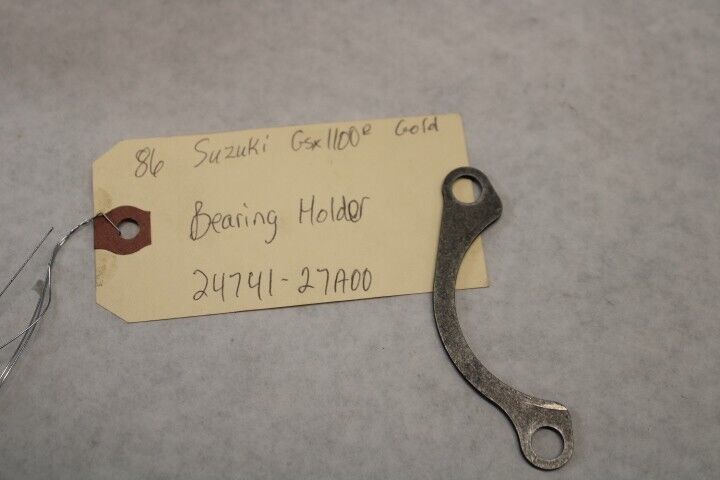 86 Suzuki Gsx1100e Gold
Bearing Holder
24741-27A00